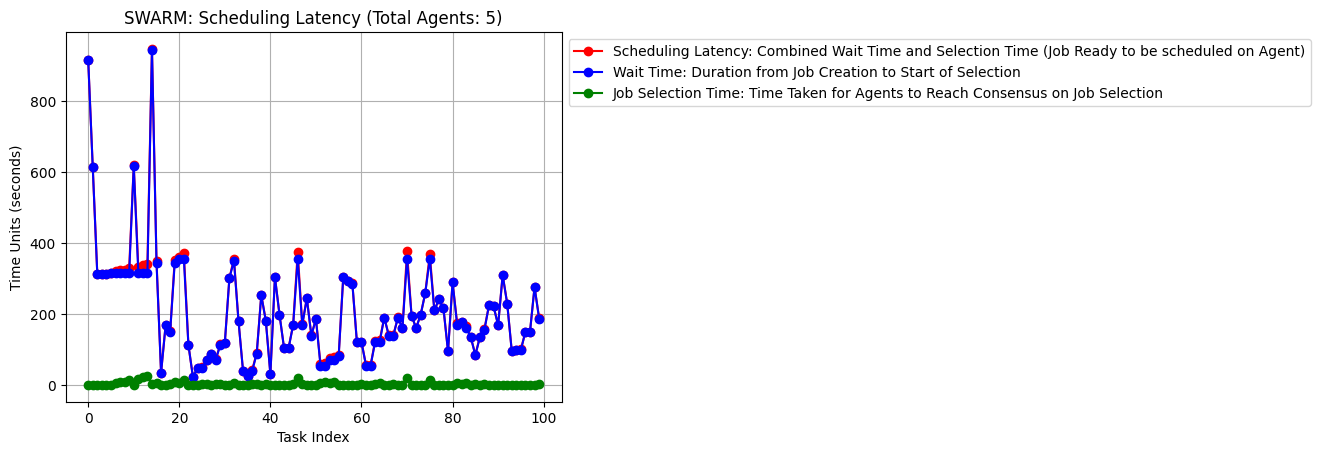 SWARM: Scheduling Latency (Total Agents: 5)
Scheduling Latency: Combined Wait Time and Selection Time (Job Ready to be scheduled on Agent)
Wait Time: Duration from Job Creation to Start of Selection
Job Selection Time: Time Taken for Agents to Reach Consensus on Job Selection
Time Units (seconds)
800
600
400
200
0
0 20 40 60 80 100
Task Index